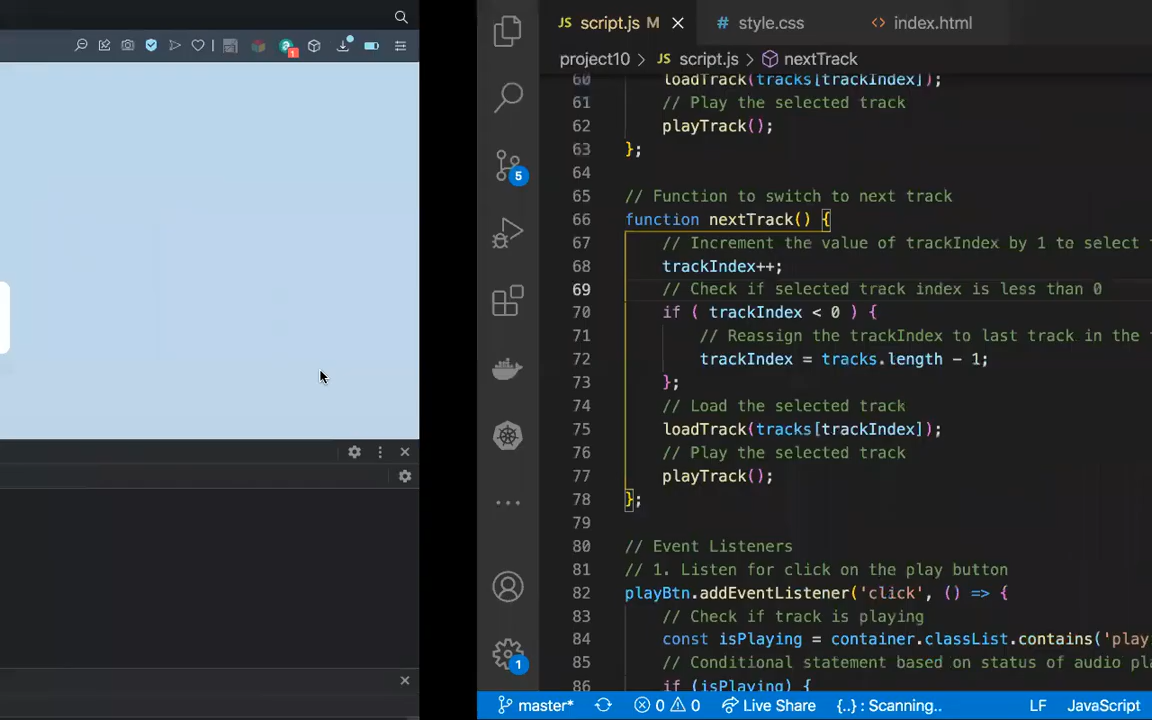 1
script.js M
style.css
index.html
project10 > JS script.js > nextTrack
60 loadTrack(tracks[trackIndex]);
61 // Play the selected track
62 playTrack();
63 };
64
65 // Function to switch to next track
66 function nextTrack() {
67 // Increment the value of trackIndex by 1 to select
68 trackIndex++;
69 // Check if selected track index is less than 0
70 if ( trackIndex < 0 ) {
71 // Reassign the trackIndex to last track in the
72 trackIndex = tracks.length - 1;
73 };
74 // Load the selected track
75 loadTrack(tracks[trackIndex]);
76 // Play the selected track
77 playTrack();
78 };
79
80 // Event Listeners
81 // 1. Listen for click on the play button
82 playBtn.addEventListener('click', () => {
83 // Check if track is playing
84 const isPlaying = container.classList.contains('play
85 // Conditional statement based on status of audio pl
86 if (isPlaying) {
5
1
master* 0 0 Live Share {..} : Scanning.. LF JavaScript